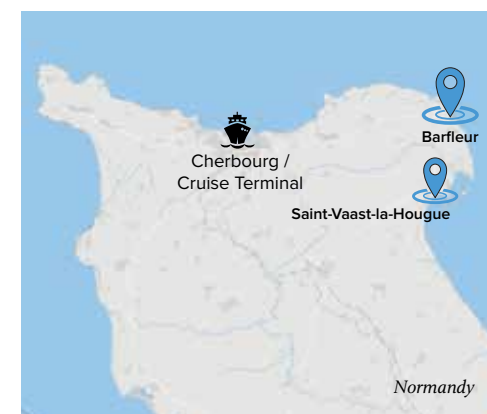 Barfleur
Cherbourg /
Cruise Terminal
Saint-Vaast-la-Hougue
Normandy